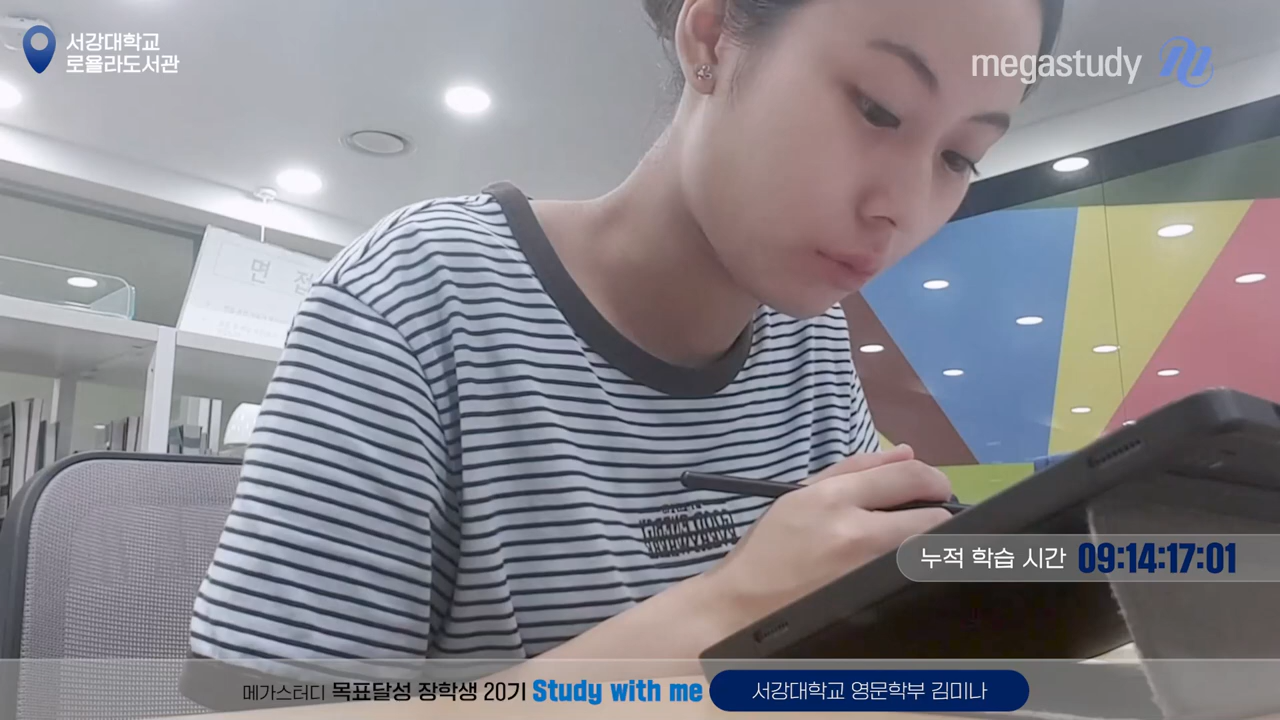 서강대학교
로욜라도서관
megastudy
면 접
누적 학습 시간 09:14:17:01
메가스터디 목표달성 장학생 20기 Study with me 서강대학교 영문학부 김미나